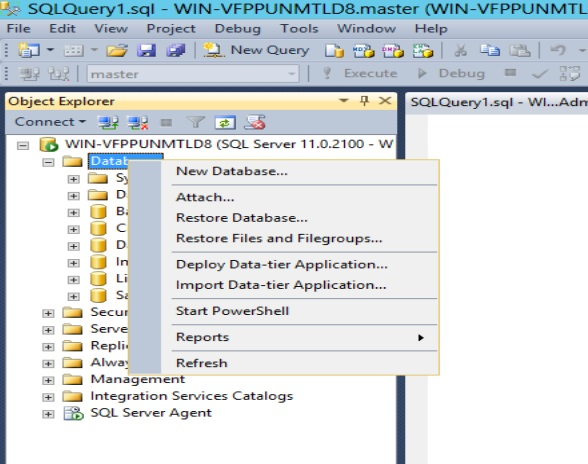 SQLQuery1.sql - WIN-VFPPUNMTLD8.master (WIN-VFPPUNMTL
File Edit View Project Debug Tools Window Help
New Query
master
Execute
Debug
Object Explorer
SQLQuery1.sql - WI...Adm
Connect
WIN-VFPPUNMTLD8 (SQL Server 11.0.2100 - W
Datab
New Database...
Attach...
Restore Database...
Restore Files and Filegroups...
Deploy Data-tier Application...
Import Data-tier Application...
Start PowerShell
Reports
Refresh
Sy
D
Ba
C
D
In
Li
Sa
Secur
Serve
Repli
Alway
Management
Integration Services Catalogs
SQL Server Agent